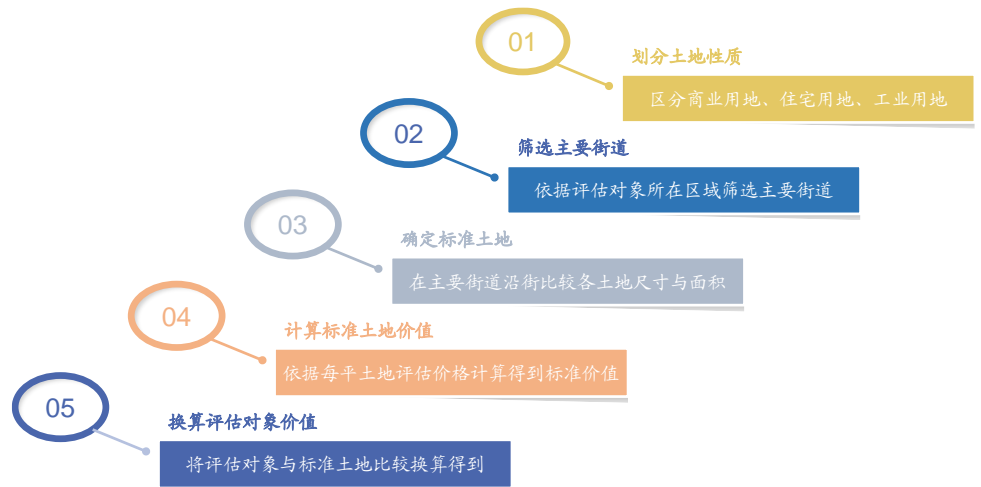 01
划分土地性质
区分商业用地、住宅用地、工业用地
02
筛选主要街道
依据评估对象所在区域筛选主要街道
03
确定标准土地
在主要街道沿街比较各土地尺寸与面积
04
计算标准土地价值
依据每平土地评估价格计算得到标准价值
05
换算评估对象价值
将评估对象与标准土地比较换算得到